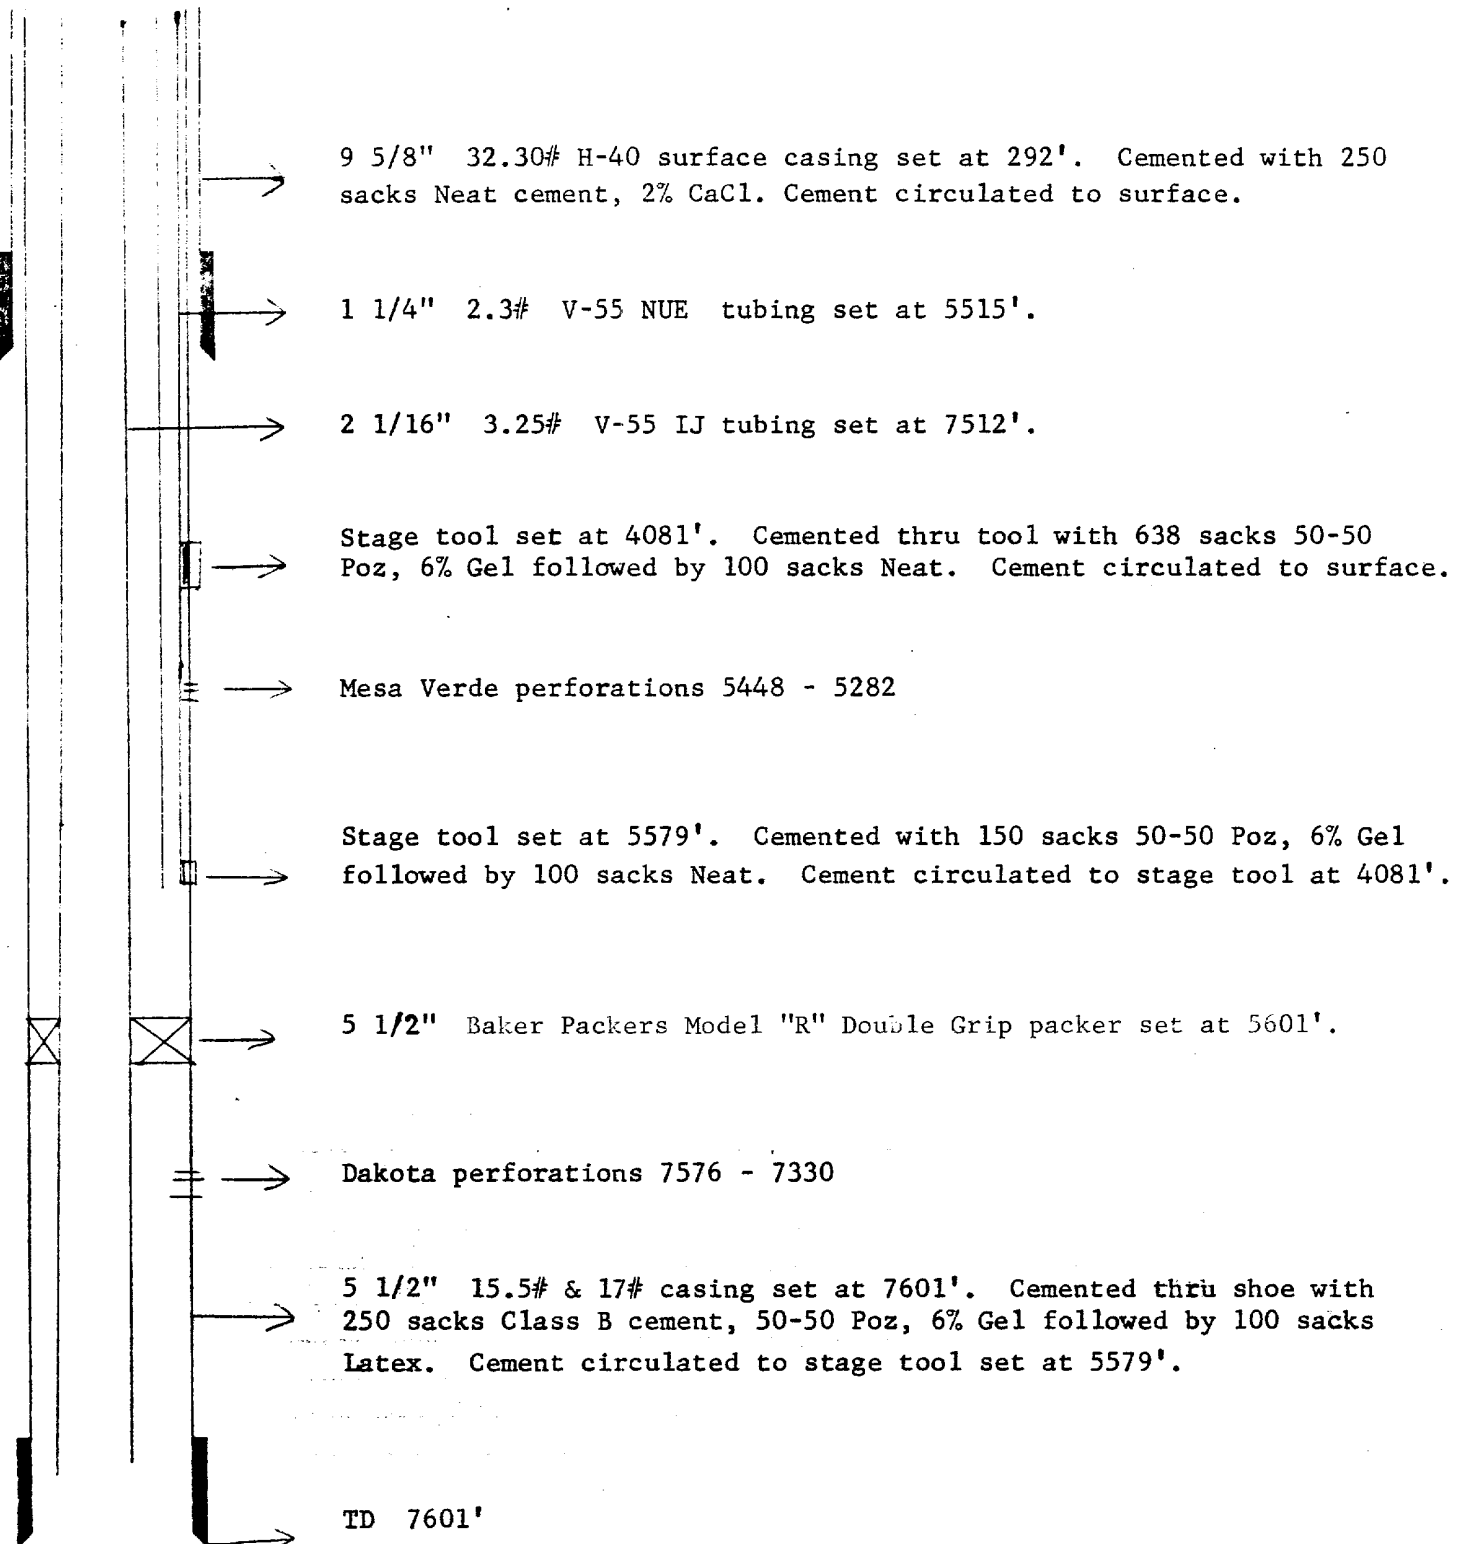 9 5/8" 32.30# H-40 surface casing set at 292'. Cemented with 250
sacks Neat cement, 2% CaCl. Cement circulated to surface.
1 1/4" 2.3# V-55 NUE tubing set at 5515'.
2 1/16" 3.25# V-55 IJ tubing set at 7512'.
Stage tool set at 4081'. Cemented thru tool with 638 sacks 50-50
Poz, 6% Gel followed by 100 sacks Neat. Cement circulated to surface.
Mesa Verde perforations 5448 - 5282
Stage tool set at 5579'. Cemented with 150 sacks 50-50 Poz, 6% Gel
followed by 100 sacks Neat. Cement circulated to stage tool at 4081'.
5 1/2" Baker Packers Model "R" Double Grip packer set at 5601'.
Dakota perforations 7576 - 7330
5 1/2" 15.5# & 17# casing set at 7601'. Cemented thru shoe with
250 sacks Class B cement, 50-50 Poz, 6% Gel followed by 100 sacks
Latex. Cement circulated to stage tool set at 5579'.
TD 7601'